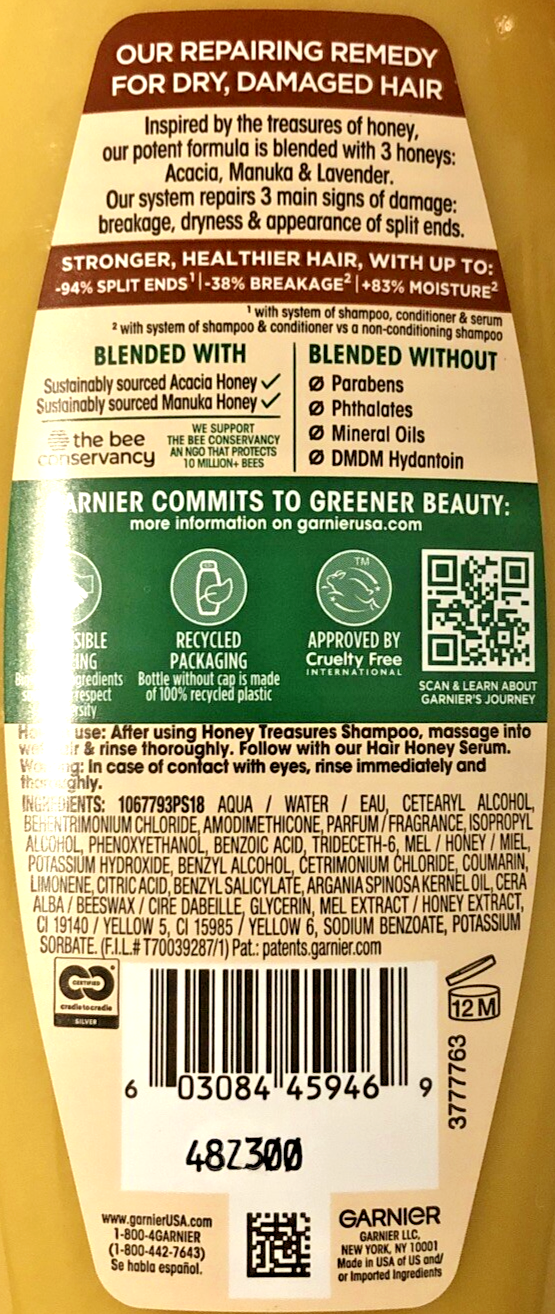 OUR REPAIRING REMEDY
FOR DRY, DAMAGED HAIR
Inspired by the treasures of honey,
our potent formula is blended with 3 honeys:
Acacia, Manuka & Lavender.
Our system repairs 3 main signs of damage:
breakage, dryness & appearance of split ends.
STRONGER, HEALTHIER HAIR, WITH UP TO:
-94% SPLIT ENDS¹ | -38% BREAKAGE² | +83% MOISTURE²
¹ with system of shampoo, conditioner & serum
² with system of shampoo & conditioner vs a non-conditioning shampoo
BLENDED WITH
Sustainably sourced Acacia Honey ✓
Sustainably sourced Manuka Honey ✓
the bee
conservancy
WE SUPPORT
THE BEE CONSERVANCY
AN NGO THAT PROTECTS
10 MILLION+ BEES
BLENDED WITHOUT
Ø Parabens
Ø Phthalates
Ø Mineral Oils
Ø DMDM Hydantoin
GARNIER COMMITS TO GREENER BEAUTY:
more information on garnierusa.com
RECYCLED
PACKAGING
Bottle without cap is made
of 100% recycled plastic
TM
APPROVED BY
Cruelty Free
INTERNATIONAL
SCAN & LEARN ABOUT
GARNIER'S JOURNEY
use: After using Honey Treasures Shampoo, massage into
& rinse thoroughly. Follow with our Hair Honey Serum.
In case of contact with eyes, rinse immediately and
thoroughly.
INGREDIENTS: 1067793PS18 AQUA / WATER / EAU, CETEARYL ALCOHOL,
BEHENTRIMONIUM CHLORIDE, AMODIMETHICONE, PARFUM / FRAGRANCE, ISOPROPYL
ALCOHOL, PHENOXYETHANOL, BENZOIC ACID, TRIDECETH-6, MEL / HONEY / MIEL,
POTASSIUM HYDROXIDE, BENZYL ALCOHOL, CETRIMONIUM CHLORIDE, COUMARIN,
LIMONENE, CITRIC ACID, BENZYL SALICYLATE, ARGANIA SPINOSA KERNEL OIL, CERA
ALBA / BEESWAX / CIRE DABEILLE, GLYCERIN, MEL EXTRACT / HONEY EXTRACT,
CI 19140 / YELLOW 5, CI 15985 / YELLOW 6, SODIUM BENZOATE, POTASSIUM
SORBATE. (F.I.L.# T70039287/1) Pat.: patents.garnier.com
CERTIFIED
cradletocradle
SILVER
12 M
3777763
6 03084 45946 9
48Z300
www.garnierUSA.com
1-800-4GARNIER
(1-800-442-7643)
Se habla español.
GARNIER
GARNIER LLC,
NEW YORK, NY 10001
Made in USA of US and/
or Imported Ingredients